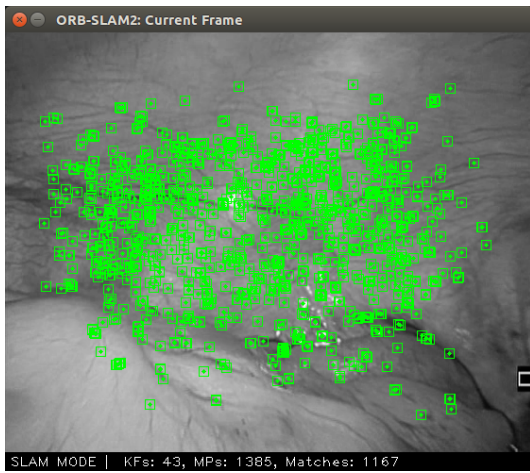 ORB-SLAM2: Current Frame
SLAM MODE | KFs: 43, MPs: 1385, Matches: 1167